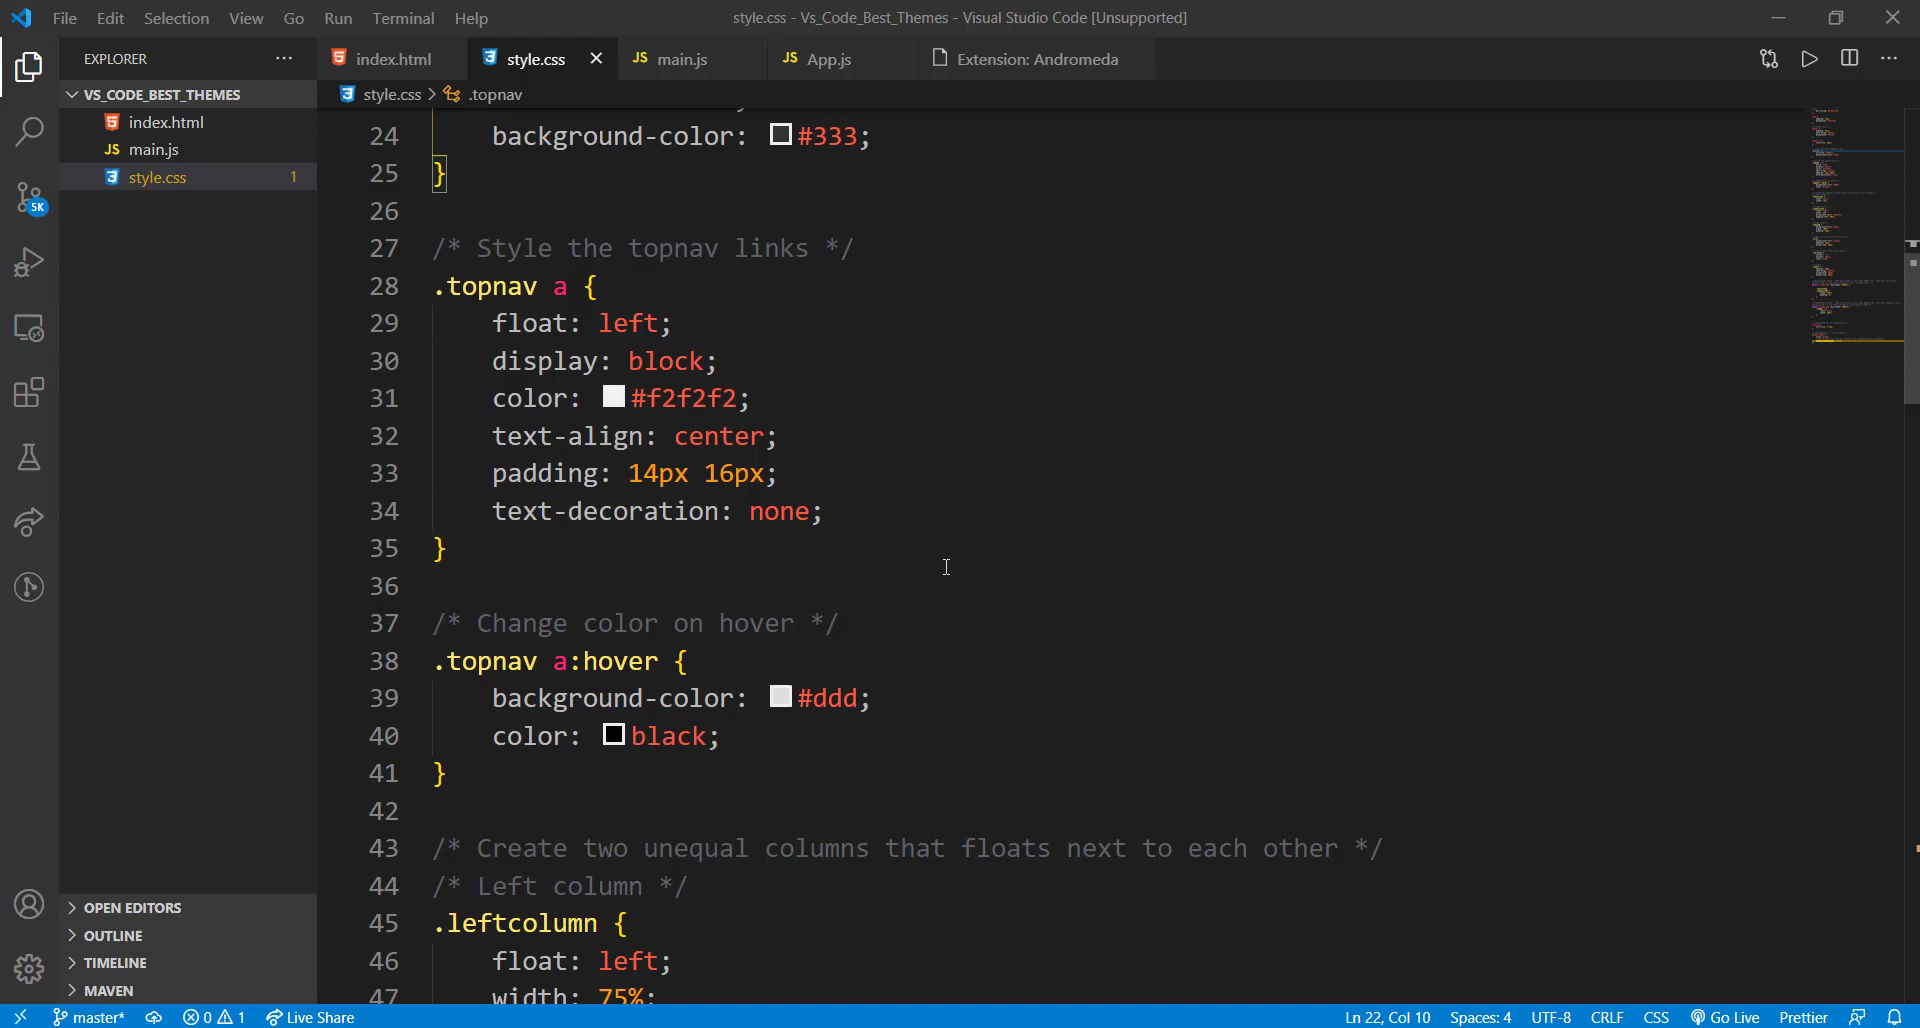 File Edit Selection View Go Run Terminal Help
style.css - Vs_Code_Best_Themes - Visual Studio Code [Unsupported]
EXPLORER
index.html
style.css
JS main.js
JS App.js
Extension: Andromeda
VS_CODE_BEST_THEMES
index.html
JS main.js
style.css 1
5K
OPEN EDITORS
OUTLINE
TIMELINE
MAVEN
style.css > .topnav
24 background-color: #333;
25 }
26
27 /* Style the topnav links */
28 .topnav a {
29 float: left;
30 display: block;
31 color: #f2f2f2;
32 text-align: center;
33 padding: 14px 16px;
34 text-decoration: none;
35 }
36
37 /* Change color on hover */
38 .topnav a:hover {
39 background-color: #ddd;
40 color: black;
41 }
42
43 /* Create two unequal columns that floats next to each other */
44 /* Left column */
45 .leftcolumn {
46 float: left;
47 width: 75%;
master* 0 1 Live Share
Ln 22, Col 10 Spaces: 4 UTF-8 CRLF CSS Go Live Prettier